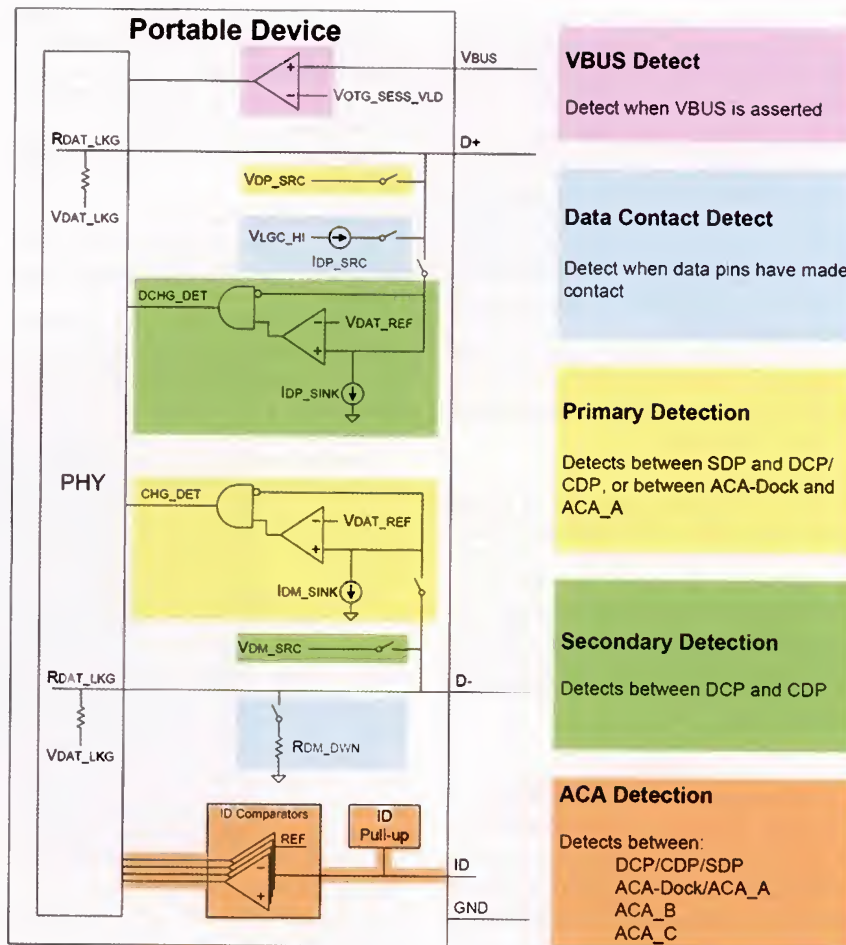 Portable Device
VBUS
VOTG_SESS_VLD
RDAT_LKG
D+
VDAT_LKG
VDP_SRC
VLGC_HI
IDP_SRC
DCHG_DET
VDAT_REF
IDP_SINK
PHY
CHG_DET
VDAT_REF
IDM_SINK
VDM_SRC
RDAT_LKG
D-
VDAT_LKG
RDM_DWN
ID Comparators
REF
ID
Pull-up
ID
GND
VBUS Detect
Detect when VBUS is asserted
Data Contact Detect
Detect when data pins have made
contact
Primary Detection
Detects between SDP and DCP/
CDP, or between ACA-Dock and
ACA_A
Secondary Detection
Detects between DCP and CDP
ACA Detection
Detects between:
DCP/CDP/SDP
ACA-Dock/ACA_A
ACA_B
ACA_C